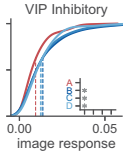 VIP Inhibitory
A
B *
C *
D *
0.00 0.05
image response